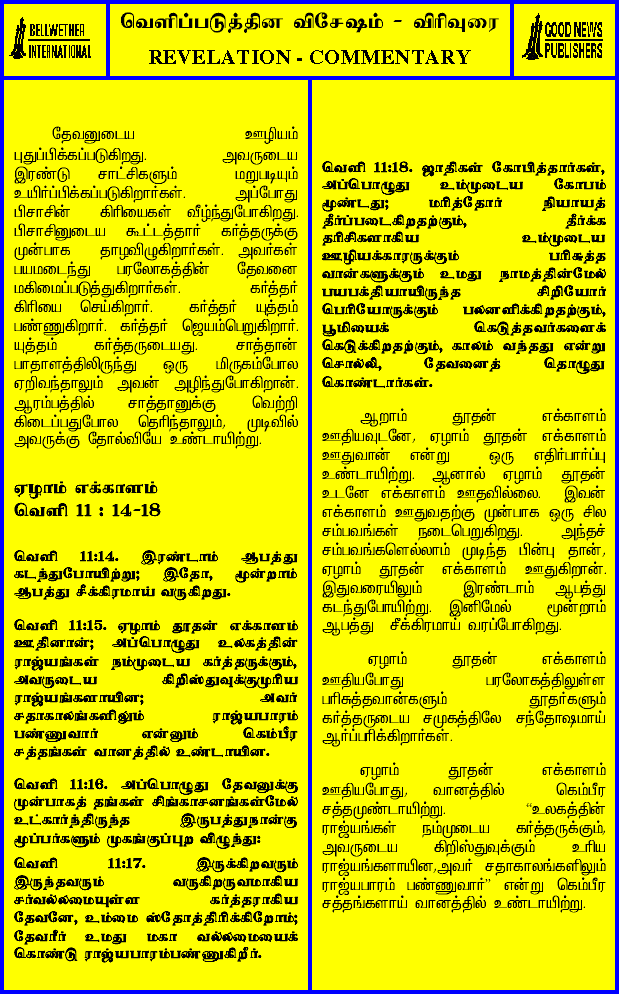 BELLWETHER
INTERNATIONAL
வெளிப்படுத்தின விசேஷம் - விரிவுரை
REVELATION - COMMENTARY
GOOD NEWS
PUBLISHERS
தேவனுடைய ஊழியம்
புதுப்பிக்கப்படுகிறது. அவருடைய
இரண்டு சாட்சிகளும் மறுபடியும்
உயிர்ப்பிக்கப்படுகிறார்கள். அப்போது
பிசாசின் கிரியைகள் வீழ்ந்துபோகிறது.
பிசாசினுடைய கூட்டத்தார் கர்த்தருக்கு
முன்பாக தாழவிழுகிறார்கள். அவர்கள்
பயமடைந்து பரலோகத்தின் தேவனை
மகிமைப்படுத்துகிறார்கள். கர்த்தர்
கிரியை செய்கிறார். கர்த்தர் யுத்தம்
பண்ணுகிறார். கர்த்தர் ஜெயம்பெறுகிறார்.
யுத்தம் கர்த்தருடையது. சாத்தான்
பாதாளத்திலிருந்து ஒரு மிருகம்போல
ஏறிவந்தாலும் அவன் அழிந்துபோகிறான்.
ஆரம்பத்தில் சாத்தானுக்கு வெற்றி
கிடைப்பதுபோல தெரிந்தாலும், முடிவில்
அவருக்கு தோல்வியே உண்டாயிற்று.
ஏழாம் எக்காளம்
வெளி 11 : 14-18
வெளி 11:14. இரண்டாம் ஆபத்து
கடந்துபோயிற்று; இதோ, மூன்றாம்
ஆபத்து சீக்கிரமாய் வருகிறது.
வெளி 11:15. ஏழாம் தூதன் எக்காளம்
ஊதினான்; அப்பொழுது உலகத்தின்
ராஜ்யங்கள் நம்முடைய கர்த்தருக்கும்,
அவருடைய கிறிஸ்துவுக்குமுரிய
ராஜ்யங்களாயின; அவர்
சதாகாலங்களிலும் ராஜ்யபாரம்
பண்ணுவார் என்னும் கெம்பீர
சத்தங்கள் வானத்தில் உண்டாயின.
வெளி 11:16. அப்பொழுது தேவனுக்கு
முன்பாகத் தங்கள் சிங்காசனங்கள்மேல்
உட்கார்ந்திருந்த இருபத்துநான்கு
மூப்பர்களும் முகங்குப்புற விழுந்து:
வெளி 11:17. இருக்கிறவரும்
இருந்தவரும் வருகிறருவமாகிய
சர்வல்லமையுள்ள கர்த்தராகிய
தேவனே, உம்மை ஸ்தோத்திரிக்கிறோம்;
தேவரீர் உமது மகா வல்லமையைக்
கொண்டு ராஜ்யபாரம்பண்ணுகிறீர்.
வெளி 11:18. ஜாதிகள் கோபித்தார்கள்,
அப்பொழுது உம்முடைய கோபம்
மூண்டது; மரித்தோர் நியாயத்
தீர்ப்படைகிறதற்கும், தீர்க்க
தரிசிகளாகிய உம்முடைய
ஊழியக்காரருக்கும் பரிசுத்த
வான்களுக்கும் உமது நாமத்தின்மேல்
பயபக்தியாயிருந்த சிறியோர்
பெரியோருக்கும் பலனளிக்கிறதற்கும்,
பூமியைக் கெடுத்தவர்களைக்
கெடுக்கிறதற்கும், காலம் வந்தது என்று
சொல்லி, தேவனைத் தொழுது
கொண்டார்கள்.
ஆறாம் தூதன் எக்காளம்
ஊதியவுடனே, ஏழாம் தூதன் எக்காளம்
ஊதுவான் என்று ஒரு எதிர்பார்ப்பு
உண்டாயிற்று. ஆனால் ஏழாம் தூதன்
உடனே எக்காளம் ஊதவில்லை. இவன்
எக்காளம் ஊதுவதற்கு முன்பாக ஒரு சில
சம்பவங்கள் நடைபெறுகிறது. அந்தச்
சம்பவங்களெல்லாம் முடிந்த பின்பு தான்,
ஏழாம் தூதன் எக்காளம் ஊதுகிறான்.
இதுவரையிலும் இரண்டாம் ஆபத்து
கடந்துபோயிற்று. இனிமேல் மூன்றாம்
ஆபத்து சீக்கிரமாய் வரப்போகிறது.
ஏழாம் தூதன் எக்காளம்
ஊதியபோது பரலோகத்திலுள்ள
பரிசுத்தவான்களும் தூதர்களும்
கர்த்தருடைய சமுகத்திலே சந்தோஷமாய்
ஆர்ப்பரிக்கிறார்கள்.
ஏழாம் தூதன் எக்காளம்
ஊதியபோது, வானத்தில் கெம்பீர
சத்தமுண்டாயிற்று. “உலகத்தின்
ராஜ்யங்கள் நம்முடைய கர்த்தருக்கும்,
அவருடைய கிறிஸ்துவுக்கும் உரிய
ராஜ்யங்களாயின,அவர் சதாகாலங்களிலும்
ராஜ்யபாரம் பண்ணுவார்” என்று கெம்பீர
சத்தங்களாய் வானத்தில் உண்டாயிற்று.